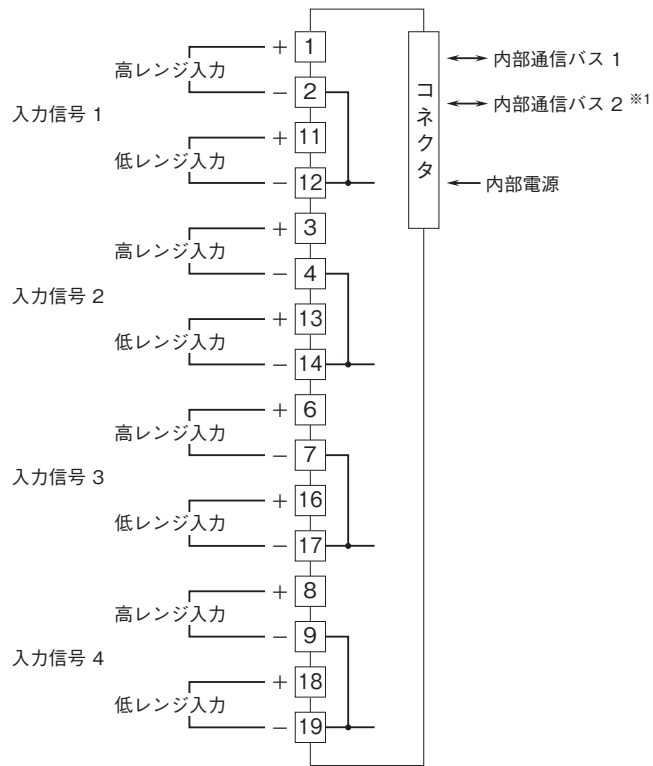 入力信号 1
高レンジ入力
+ 1
− 2
低レンジ入力
+ 11
− 12
入力信号 2
高レンジ入力
+ 3
− 4
低レンジ入力
+ 13
− 14
入力信号 3
高レンジ入力
+ 6
− 7
低レンジ入力
+ 16
− 17
入力信号 4
高レンジ入力
+ 8
− 9
低レンジ入力
+ 18
− 19
コネクタ
内部通信バス 1
内部通信バス 2 ※1
内部電源